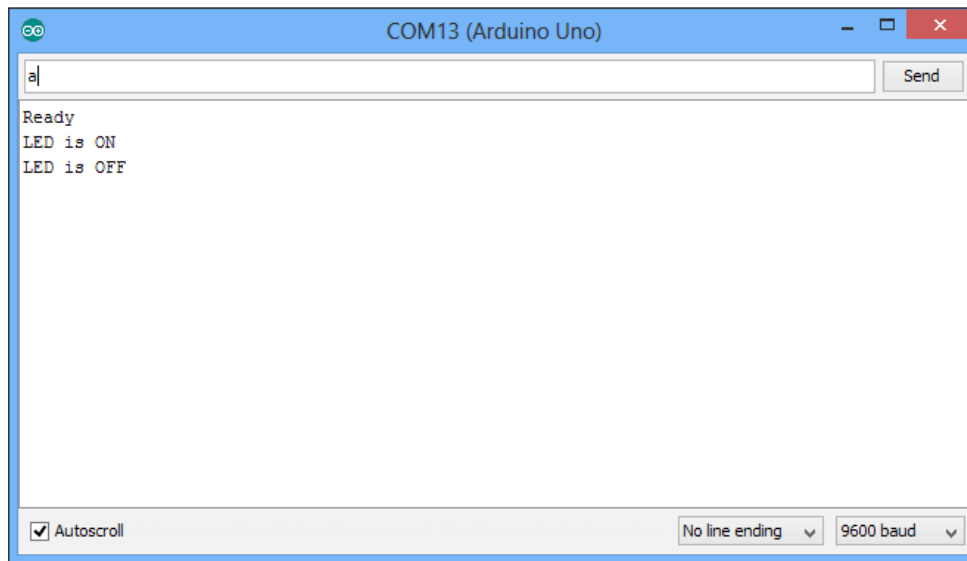 COM13 (Arduino Uno)
a
Send
Ready
LED is ON
LED is OFF
Autoscroll
No line ending
9600 baud